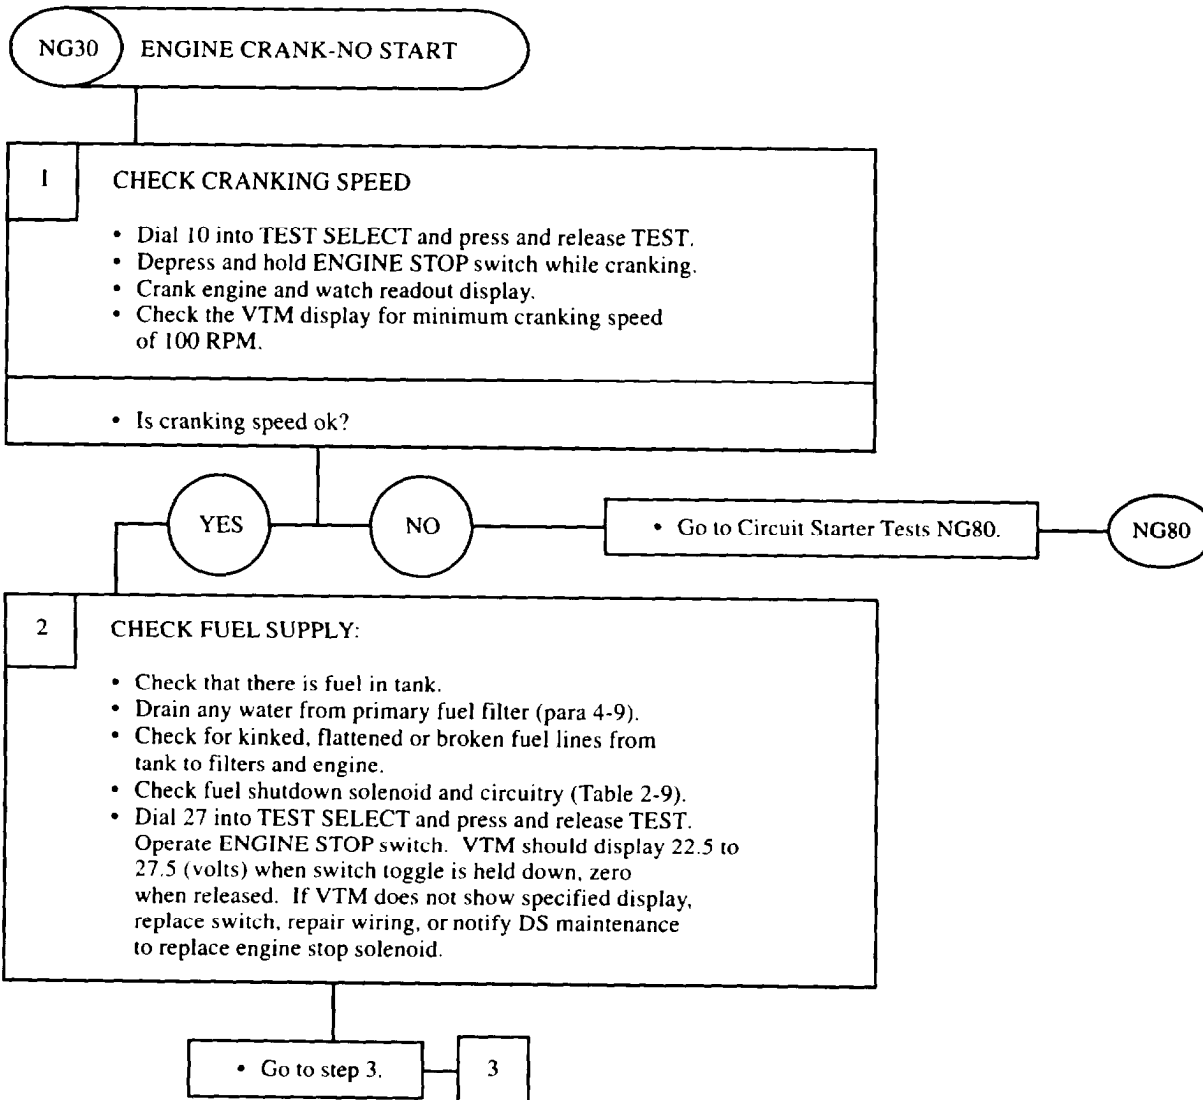 NG30 ENGINE CRANK-NO START
1 CHECK CRANKING SPEED
• Dial 10 into TEST SELECT and press and release TEST.
• Depress and hold ENGINE STOP switch while cranking.
• Crank engine and watch readout display.
• Check the VTM display for minimum cranking speed
of 100 RPM.
• Is cranking speed ok?
YES NO • Go to Circuit Starter Tests NG80. NG80
2 CHECK FUEL SUPPLY:
• Check that there is fuel in tank.
• Drain any water from primary fuel filter (para 4-9).
• Check for kinked, flattened or broken fuel lines from
tank to filters and engine.
• Check fuel shutdown solenoid and circuitry (Table 2-9).
• Dial 27 into TEST SELECT and press and release TEST.
Operate ENGINE STOP switch. VTM should display 22.5 to
27.5 (volts) when switch toggle is held down, zero
when released. If VTM does not show specified display,
replace switch, repair wiring, or notify DS maintenance
to replace engine stop solenoid.
• Go to step 3. 3